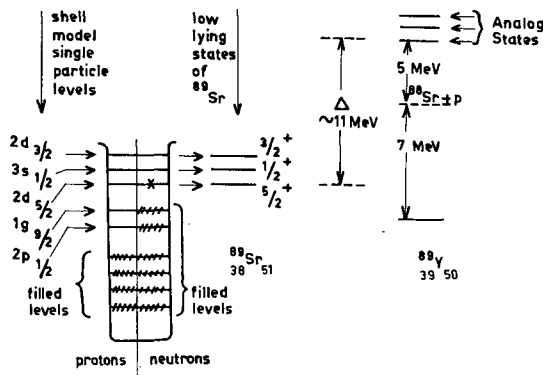 shell
model
single
particle
levels
low
lying
states
of
89Sr
2d 3/2
3s 1/2
2d 5/2
1g 9/2
2p 1/2
filled
levels
3/2+
1/2+
5/2+
filled
levels
89Sr
38 51
protons neutrons
Δ
~11 MeV
Analog
States
5 MeV
88Sr±p
7 MeV
89Y
39 50